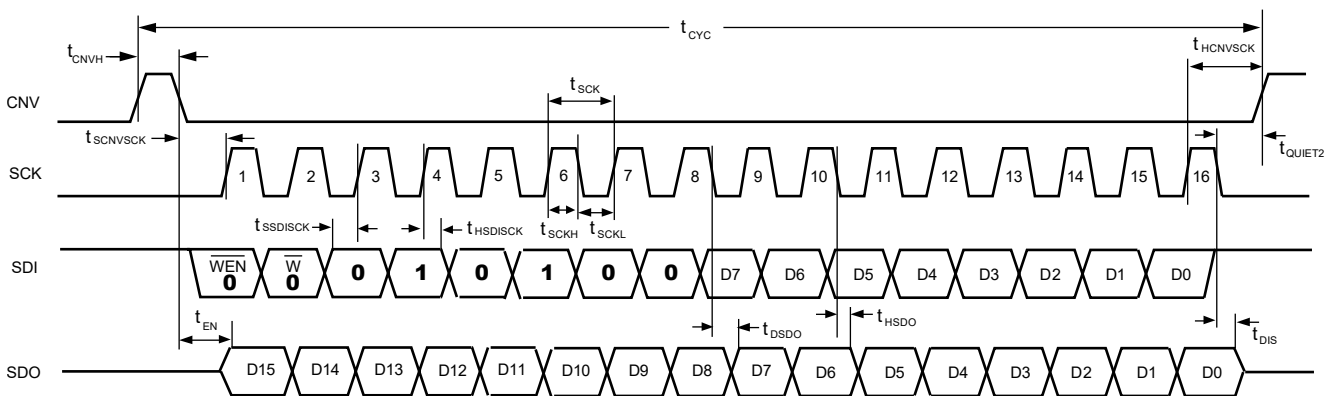 tCYC
tCNVH
tHCNVSCK
tSCK
CNV
tSCNVSCK
tQUIET2
SCK 1 2 3 4 5 6 7 8 9 10 11 12 13 14 15 16
tSSDISCK tHSDISCK tSCKH tSCKL
SDI WEN 0 W 0 0 1 0 1 0 0 D7 D6 D5 D4 D3 D2 D1 D0
tEN tDSDO tHSDO tDIS
SDO D15 D14 D13 D12 D11 D10 D9 D8 D7 D6 D5 D4 D3 D2 D1 D0